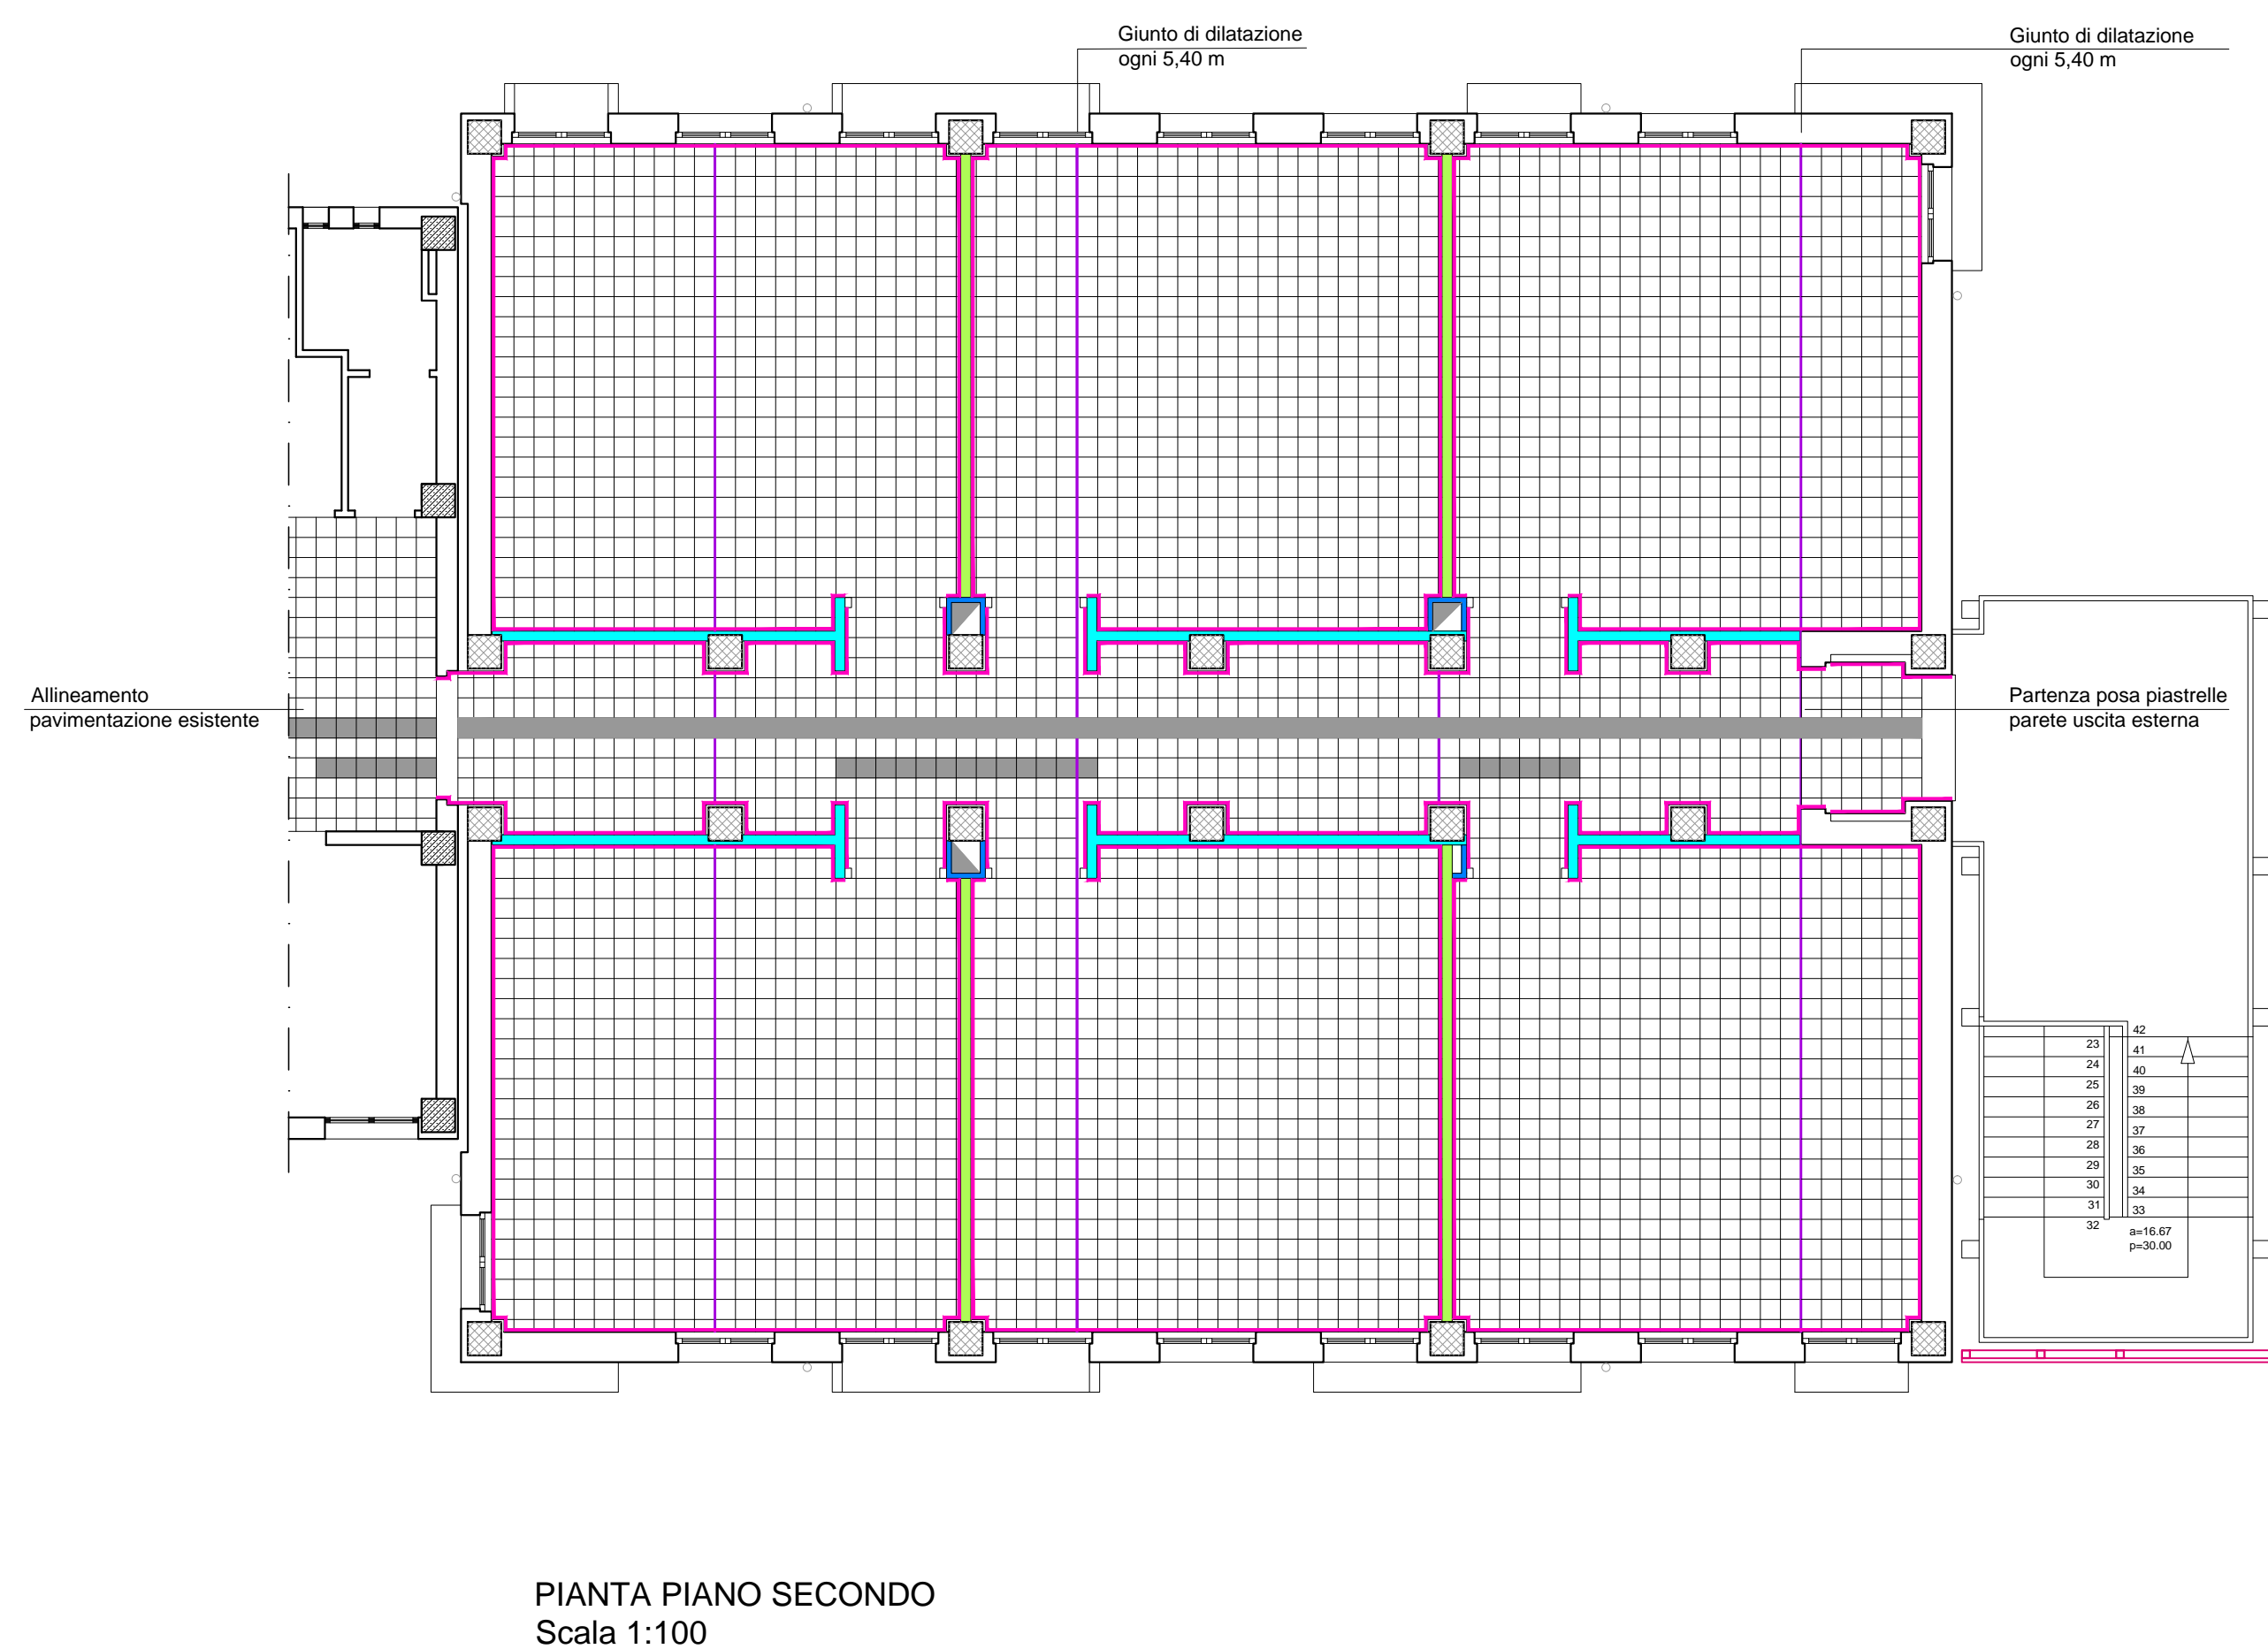 Giunto di dilatazione
ogni 5,40 m
Giunto di dilatazione
ogni 5,40 m
Allineamento
pavimentazione esistente
Partenza posa piastrelle
parete uscita esterna
42
23
41
24
40
25
39
26
38
27
37
28
36
29
35
30
34
31
33
32
a=16.67
p=30.00
PIANTA PIANO SECONDO
Scala 1:100